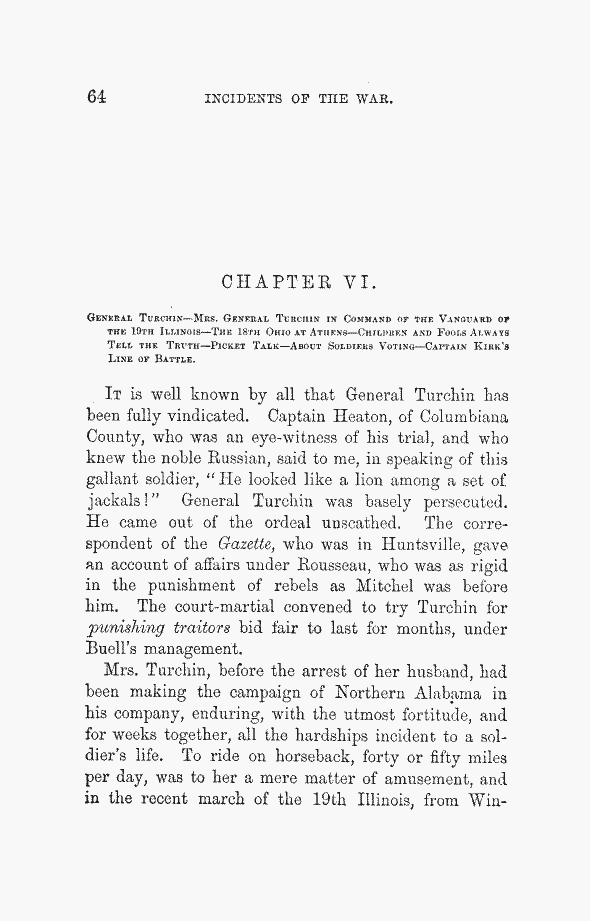 64 INCIDENTS OF THE WAR.
CHAPTER VI.
General Turchin—Mrs. General Turchin in Command of the Vanguard of
the 19th Illinois—The 18th Ohio at Athens—Children and Fools Always
Tell the Truth—Picket Talk—About Soldiers Voting—Captain Kirk's
Line of Battle.
It is well known by all that General Turchin has
been fully vindicated. Captain Heaton, of Columbiana
County, who was an eye-witness of his trial, and who
knew the noble Russian, said to me, in speaking of this
gallant soldier, "He looked like a lion among a set of
jackals!" General Turchin was basely persecuted.
He came out of the ordeal unscathed. The corre-
spondent of the Gazette, who was in Huntsville, gave
an account of affairs under Rousseau, who was as rigid
in the punishment of rebels as Mitchel was before
him. The court-martial convened to try Turchin for
punishing traitors bid fair to last for months, under
Buell's management.
Mrs. Turchin, before the arrest of her husband, had
been making the campaign of Northern Alabama in
his company, enduring, with the utmost fortitude, and
for weeks together, all the hardships incident to a sol-
dier's life. To ride on horseback, forty or fifty miles
per day, was to her a mere matter of amusement, and
in the recent march of the 19th Illinois, from Win-